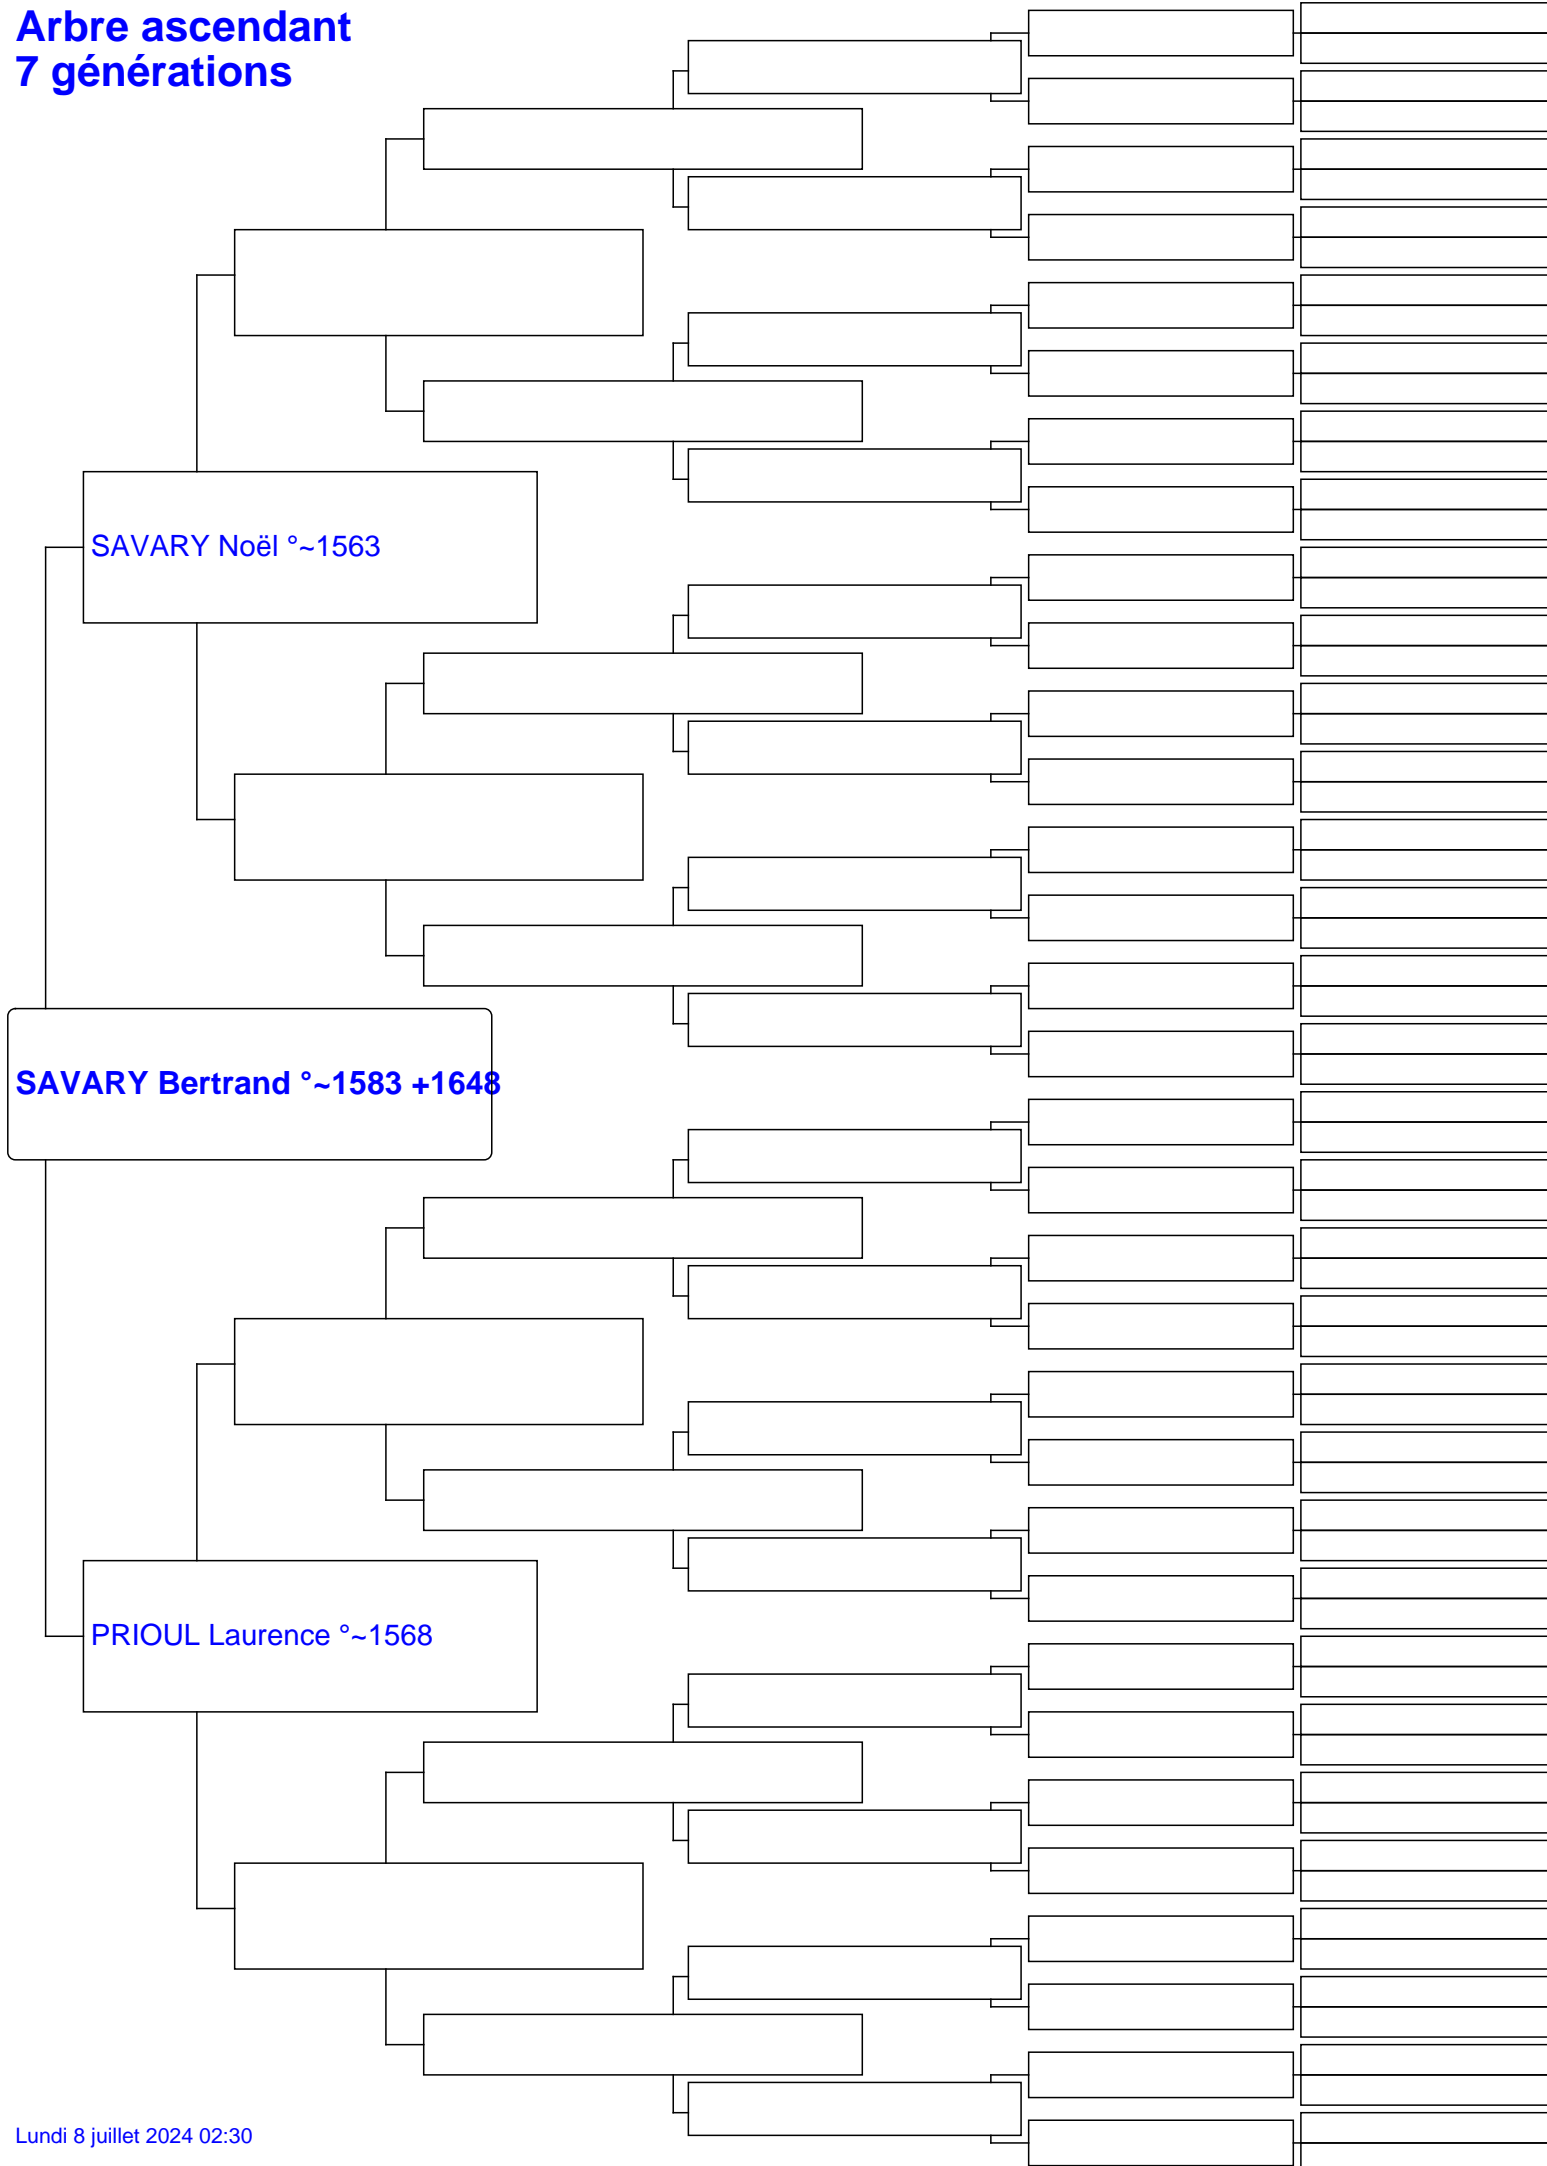 Arbre ascendant
7 générations
SAVARY Noël °~1563
SAVARY Bertrand °~1583 +1648
PRIOUL Laurence °~1568
Lundi 8 juillet 2024 02:30